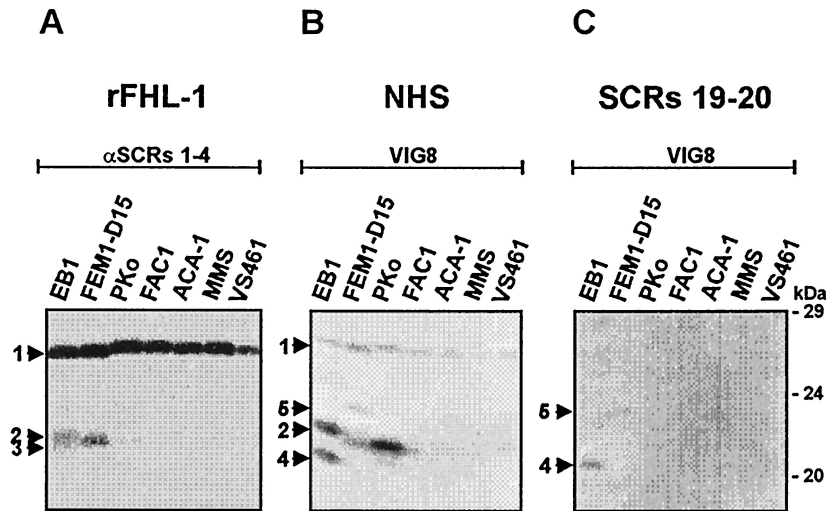 A B C
rFHL-1 NHS SCRs 19-20
αSCRs 1-4 VIG8 VIG8
EB1 FEM1-D15 PKo FAC1 ACA-1 MMS VS461
EB1 FEM1-D15 PKo FAC1 ACA-1 MMS VS461
EB1 FEM1-D15 PKo FAC1 ACA-1 MMS VS461
kDa
1
2
3
1
5
2
4
5
4
- 29
- 24
- 20